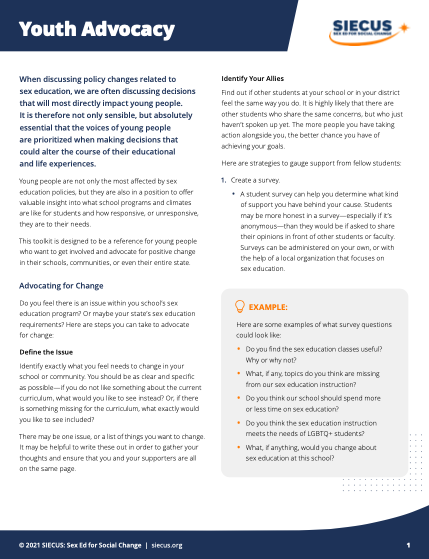 Youth Advocacy
SIECUS
SEX ED FOR SOCIAL CHANGE
When discussing policy changes related to
sex education, we are often discussing decisions
that will most directly impact young people.
It is therefore not only sensible, but absolutely
essential that the voices of young people
are prioritized when making decisions that
could alter the course of their educational
and life experiences.
Young people are not only the most affected by sex
education policies, but they are also in a position to offer
valuable insight into what school programs and climates
are like for students and how responsive, or unresponsive,
they are to their needs.
This toolkit is designed to be a reference for young people
who want to get involved and advocate for positive change
in their schools, communities, or even their entire state.
Advocating for Change
Do you feel there is an issue within you school's sex
education program? Or maybe your state's sex education
requirements? Here are steps you can take to advocate
for change:
Define the Issue
Identify exactly what you feel needs to change in your
school or community. You should be as clear and specific
as possible—if you do not like something about the current
curriculum, what would you like to see instead? Or, if there
is something missing for the curriculum, what exactly would
you like to see included?
There may be one issue, or a list of things you want to change.
It may be helpful to write these out in order to gather your
thoughts and ensure that you and your supporters are all
on the same page.
Identify Your Allies
Find out if other students at your school or in your district
feel the same way you do. It is highly likely that there are
other students who share the same concerns, but who just
haven't spoken up yet. The more people you have taking
action alongside you, the better chance you have of
achieving your goals.
Here are strategies to gauge support from fellow students:
1. Create a survey.
• A student survey can help you determine what kind
of support you have behind your cause. Students
may be more honest in a survey—especially if it's
anonymous—than they would be if asked to share
their opinions in front of other students or faculty.
Surveys can be administered on your own, or with
the help of a local organization that focuses on
sex education.
EXAMPLE:
Here are some examples of what survey questions
could look like:
• Do you find the sex education classes useful?
Why or why not?
• What, if any, topics do you think are missing
from our sex education instruction?
• Do you think our school should spend more
or less time on sex education?
• Do you think the sex education instruction
meets the needs of LGBTQ+ students?
• What, if anything, would you change about
sex education at this school?
© 2021 SIECUS: Sex Ed for Social Change | siecus.org
1